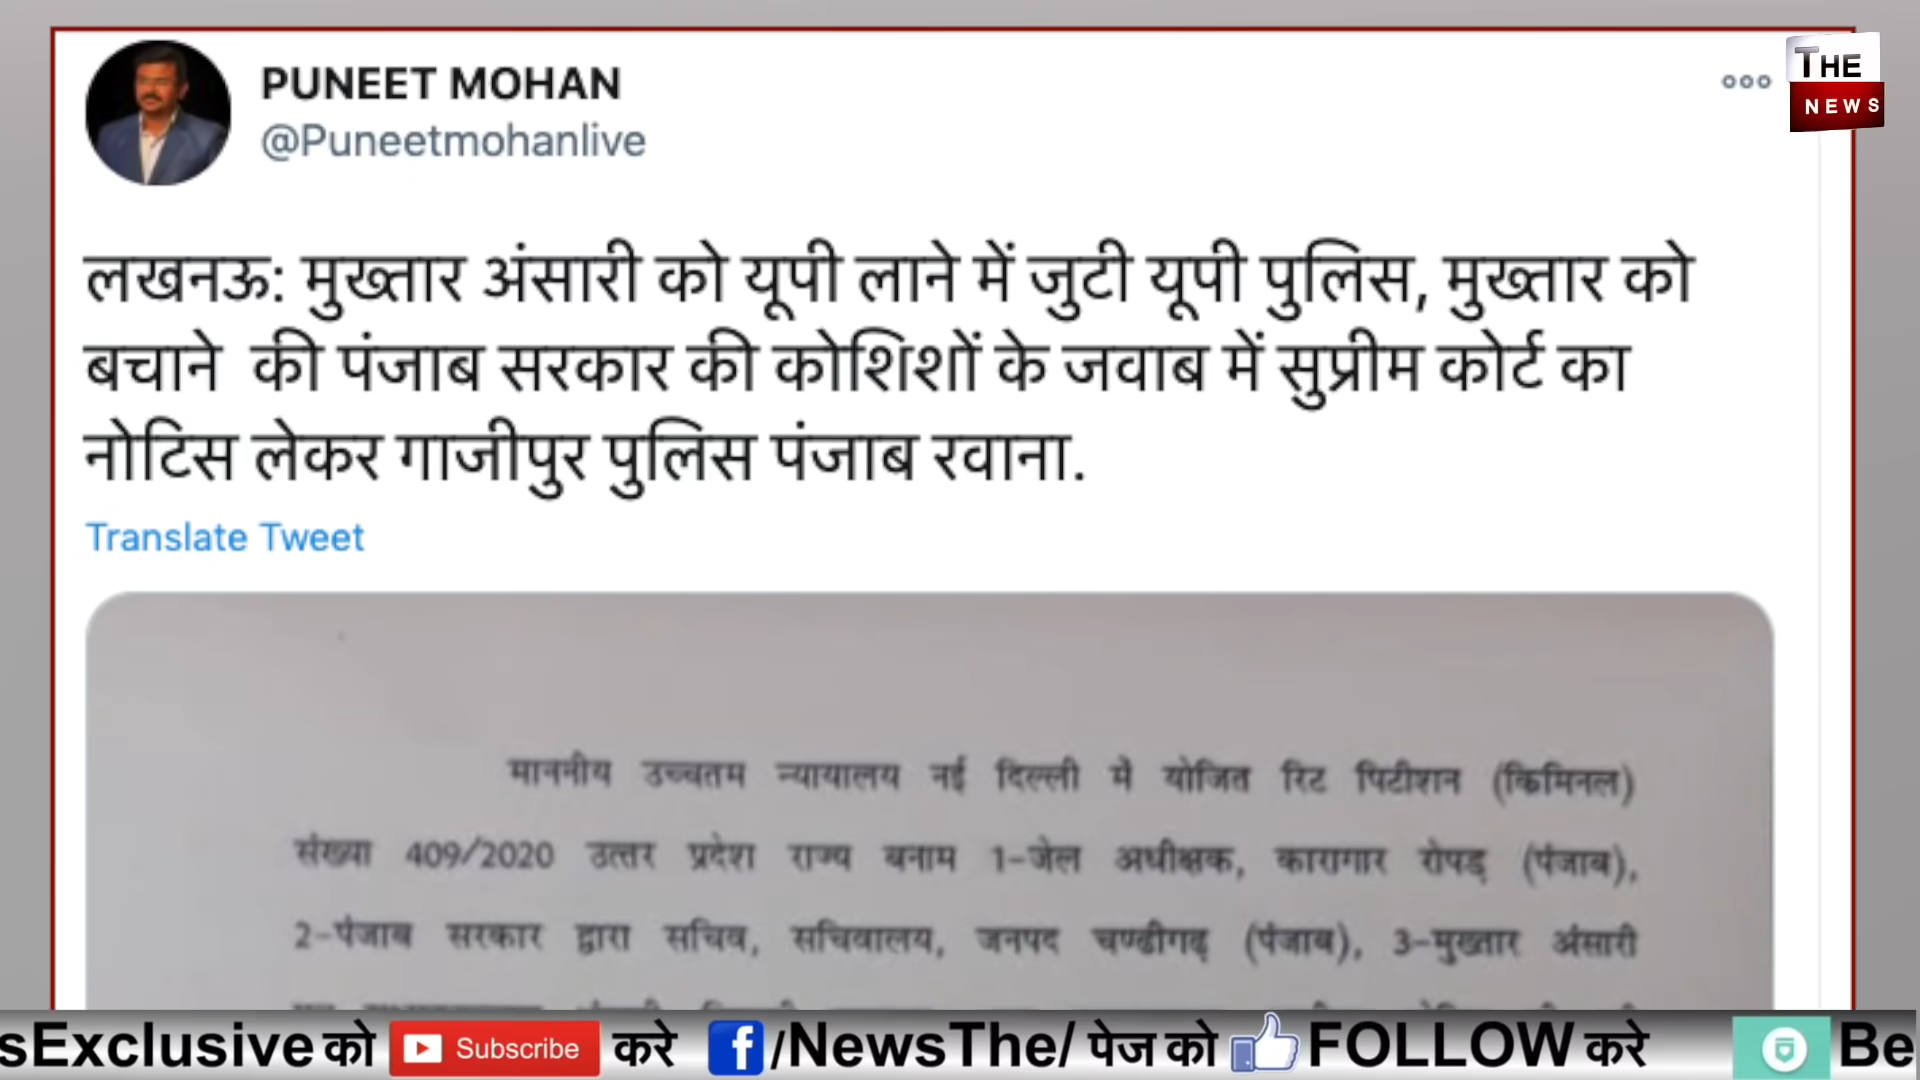 PUNEET MOHAN
@Puneetmohanlive
THE
NEWS
लखनऊ: मुख्तार अंसारी को यूपी लाने में जुटी यूपी पुलिस, मुख्तार को
बचाने की पंजाब सरकार की कोशिशों के जवाब में सुप्रीम कोर्ट का
नोटिस लेकर गाजीपुर पुलिस पंजाब रवाना.
Translate Tweet
माननीय उच्चतम न्यायालय नई दिल्ली में योजित रिट पिटीशन (किमिनल)
संख्या 409/2020 उत्तर प्रदेश राज्य बनाम 1-जेल अधीक्षक, कारागार रोपड़ (पंजाब),
2-पंजाब सरकार द्वारा सचिव, सचिवालय, जनपद चण्डीगढ़ (पंजाब), 3-मुख्तार अंसारी
sExclusive को Subscribe करे f/NewsThe/ पेज को FOLLOW करे Be